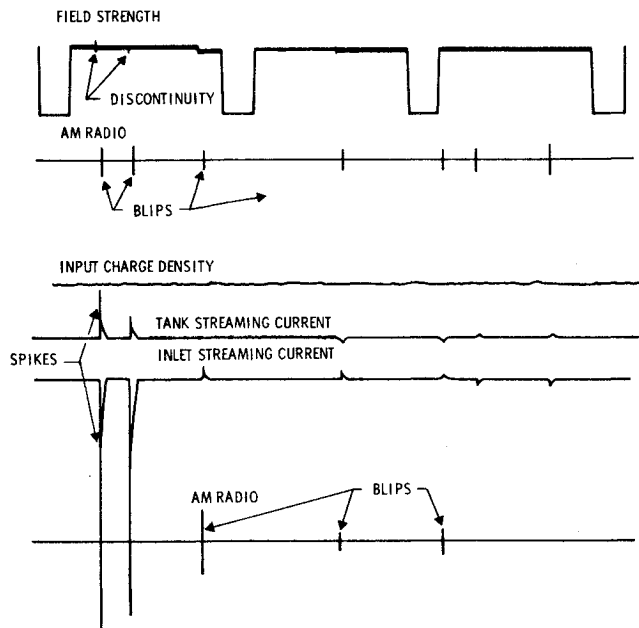 FIELD STRENGTH
DISCONTINUITY
AM RADIO
BLIPS
INPUT CHARGE DENSITY
TANK STREAMING CURRENT
SPIKES
INLET STREAMING CURRENT
AM RADIO
BLIPS